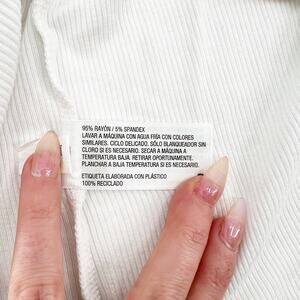 95% RAYÓN / 5% SPANDEX
LAVAR A MÁQUINA CON AGUA FRÍA CON COLORES
SIMILARES. CICLO DELICADO. SÓLO BLANQUEADOR SIN
CLORO SI ES NECESARIO. SECAR A MÁQUINA A
TEMPERATURA BAJA. RETIRAR OPORTUNAMENTE.
PLANCHAR A BAJA TEMPERATURA SI ES NECESARIO.
ETIQUETA ELABORADA CON PLÁSTICO
100% RECICLADO